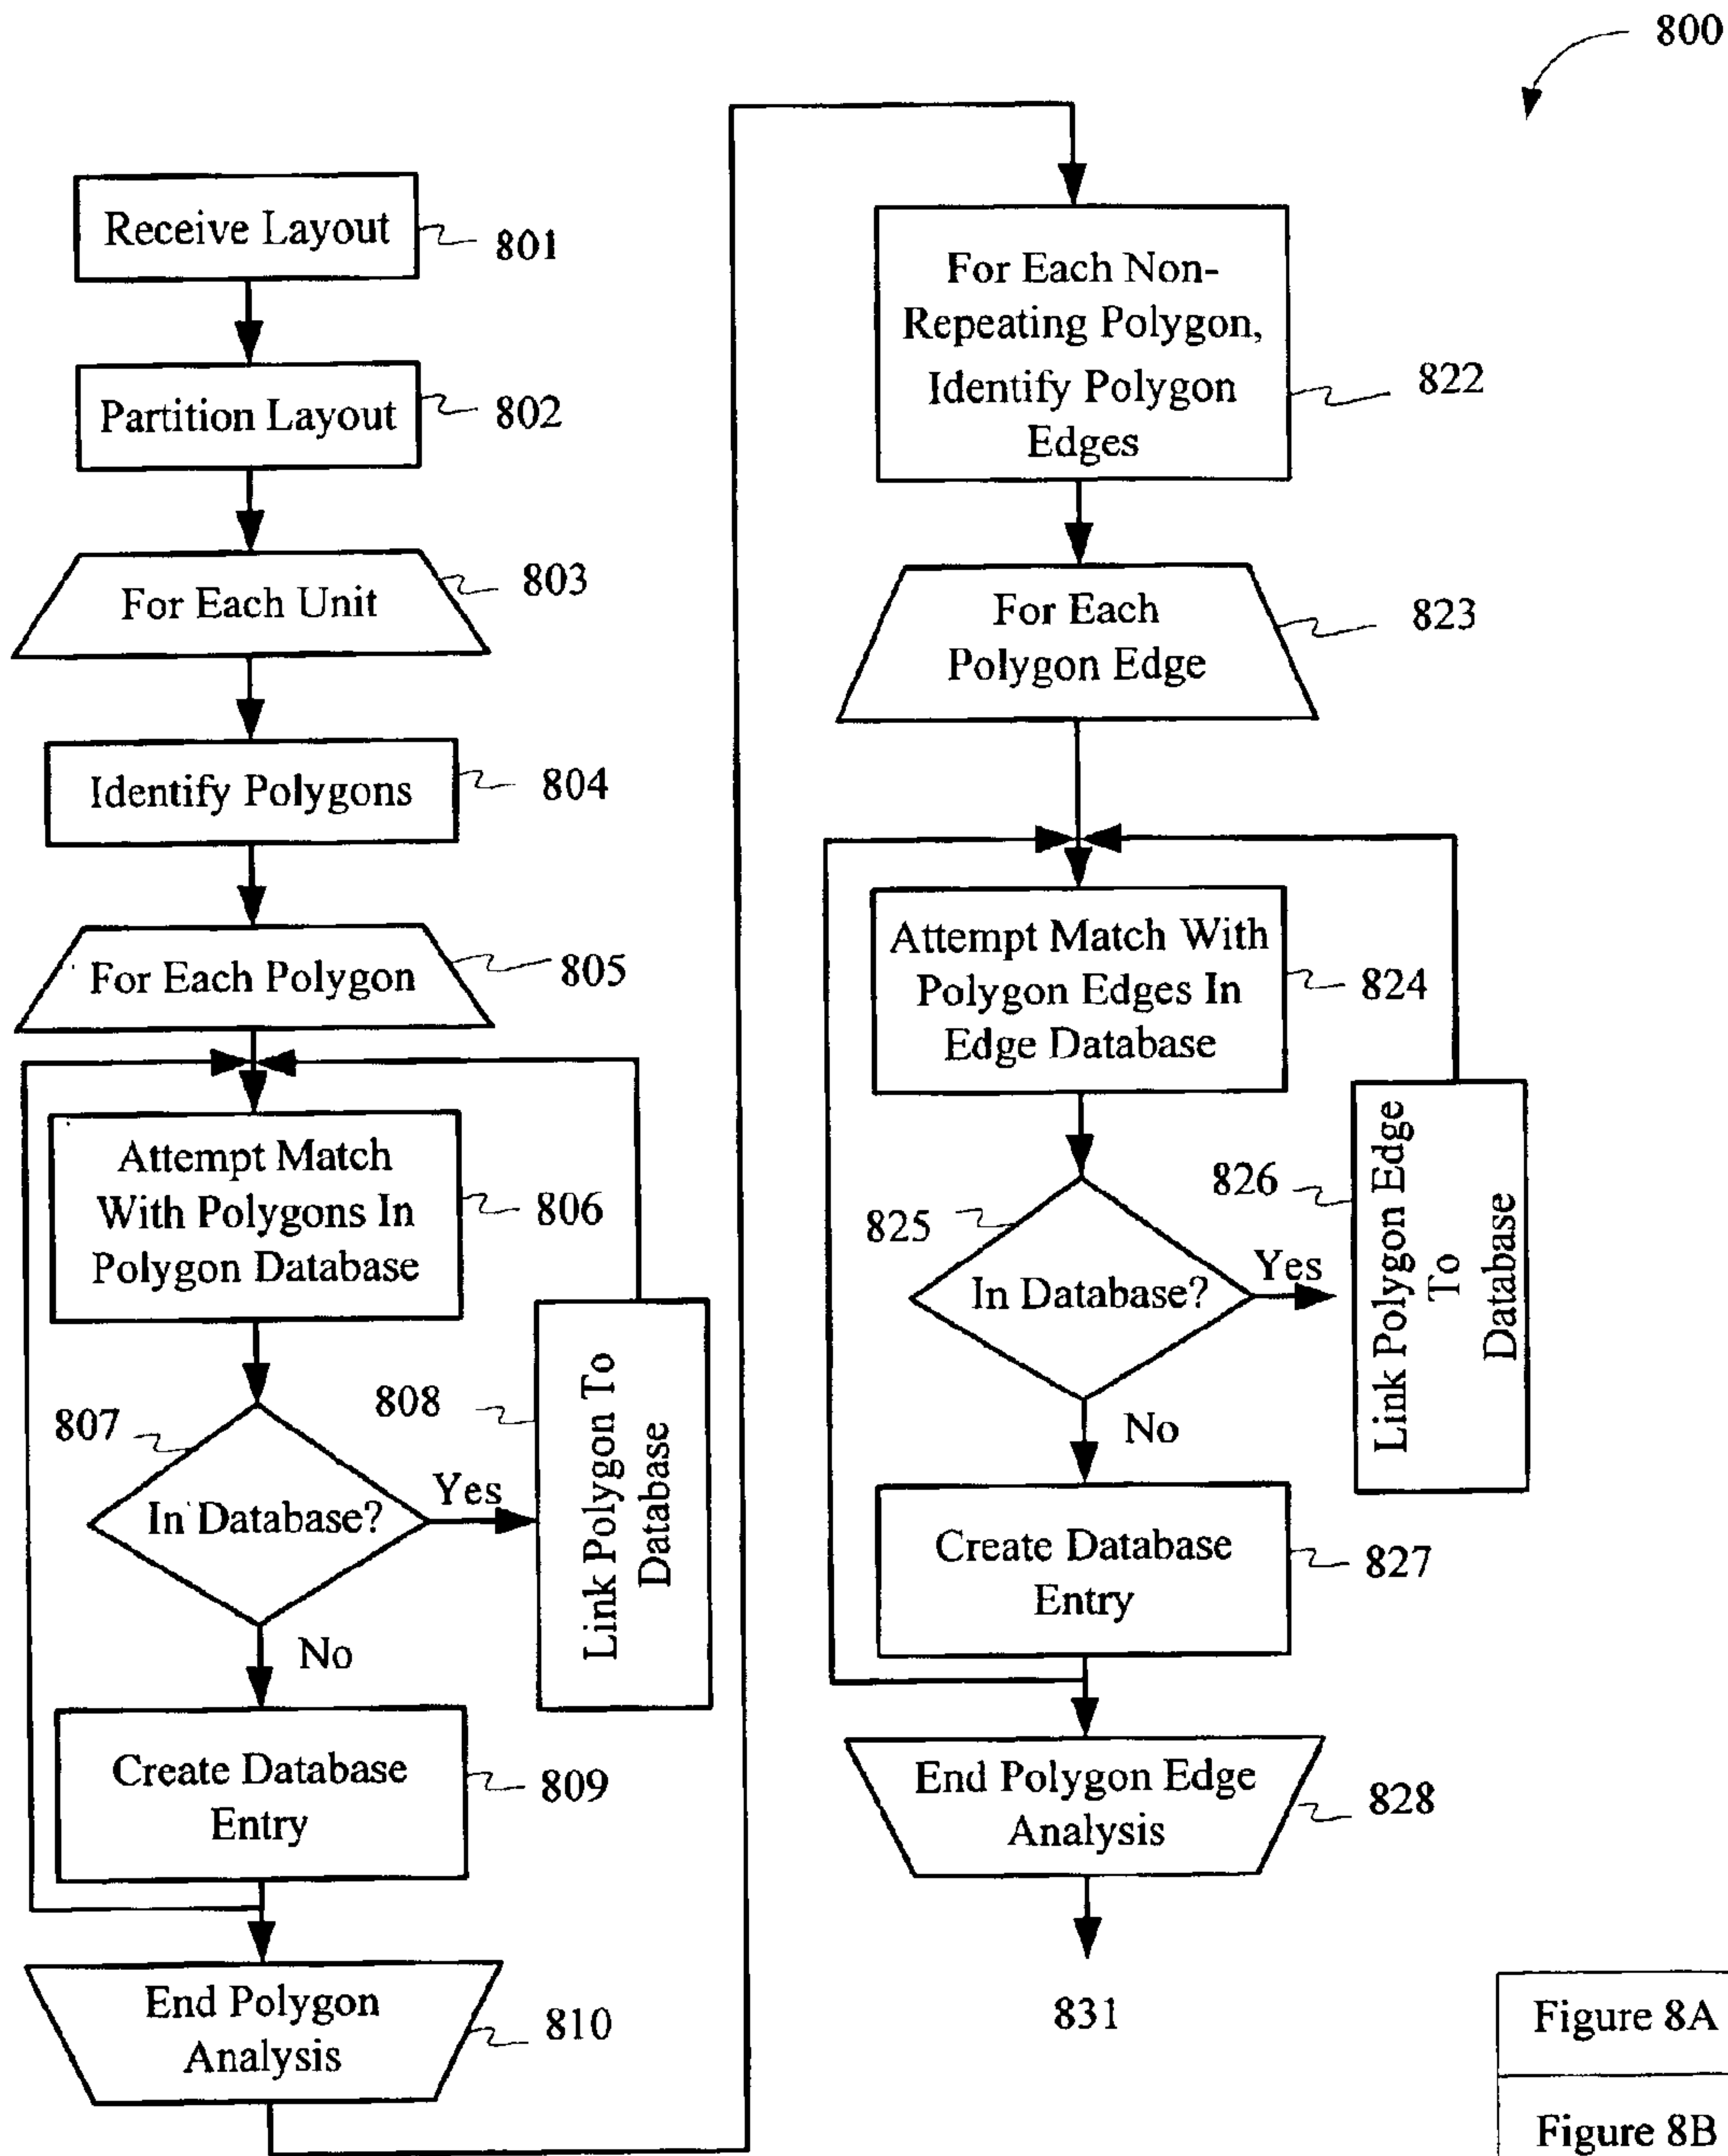 800
Receive Layout
801
Partition Layout
802
For Each Unit
803
Identify Polygons
804
For Each Polygon
805
Attempt Match
With Polygons In
Polygon Database
806
807
In Database?
Yes
808
Link Polygon To
Database
No
Create Database
Entry
809
End Polygon
Analysis
810
For Each Non-
Repeating Polygon,
Identify Polygon
Edges
822
For Each
Polygon Edge
823
Attempt Match With
Polygon Edges In
Edge Database
824
825
In Database?
Yes
826
Link Polygon Edge
To
Database
No
Create Database
Entry
827
End Polygon Edge
Analysis
828
831
Figure 8A
Figure 8B